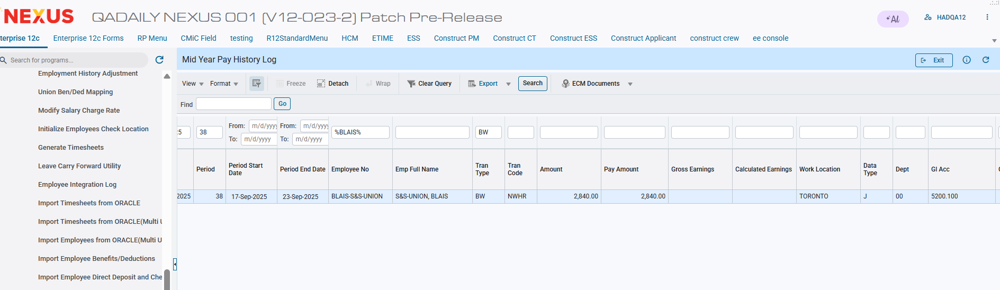 NEXUS
QADAILY NEXUS 001 (V12-023-2) Patch Pre-Release
AI
HADQA12
terprise 12c Enterprise 12c Forms RP Menu CMiC Field testing R12StandardMenu HCM ETIME ESS Construct PM Construct CT Construct ESS Construct Applicant construct crew ee console
Search for programs...
Employment History Adjustment
Union Ben/Ded Mapping
Modify Salary Charge Rate
Initialize Employees Check Location
Generate Timesheets
Leave Carry Forward Utility
Employee Integration Log
Import Timesheets from ORACLE
Import Timesheets from ORACLE(Multi U
Import Employees from ORACLE(Multi U
Import Employee Benefits/Deductions
Import Employee Direct Deposit and Che
Mid Year Pay History Log
Exit
View Format Freeze Detach Wrap Clear Query Export Search ECM Documents
Find Go
From: m/d/yyyy From: m/d/yyyy
25 38 %BLAIS% BW
To: m/d/yyyy To: m/d/yyyy
Period Period Start Date Period End Date Employee No Emp Full Name Tran Type Tran Code Amount Pay Amount Gross Earnings Calculated Earnings Work Location Data Type Dept Gl Acc
2025 38 17-Sep-2025 23-Sep-2025 BLAIS-S&S-UNION S&S-UNION, BLAIS BW NWHR 2,840.00 2,840.00 TORONTO J 00 5200.100